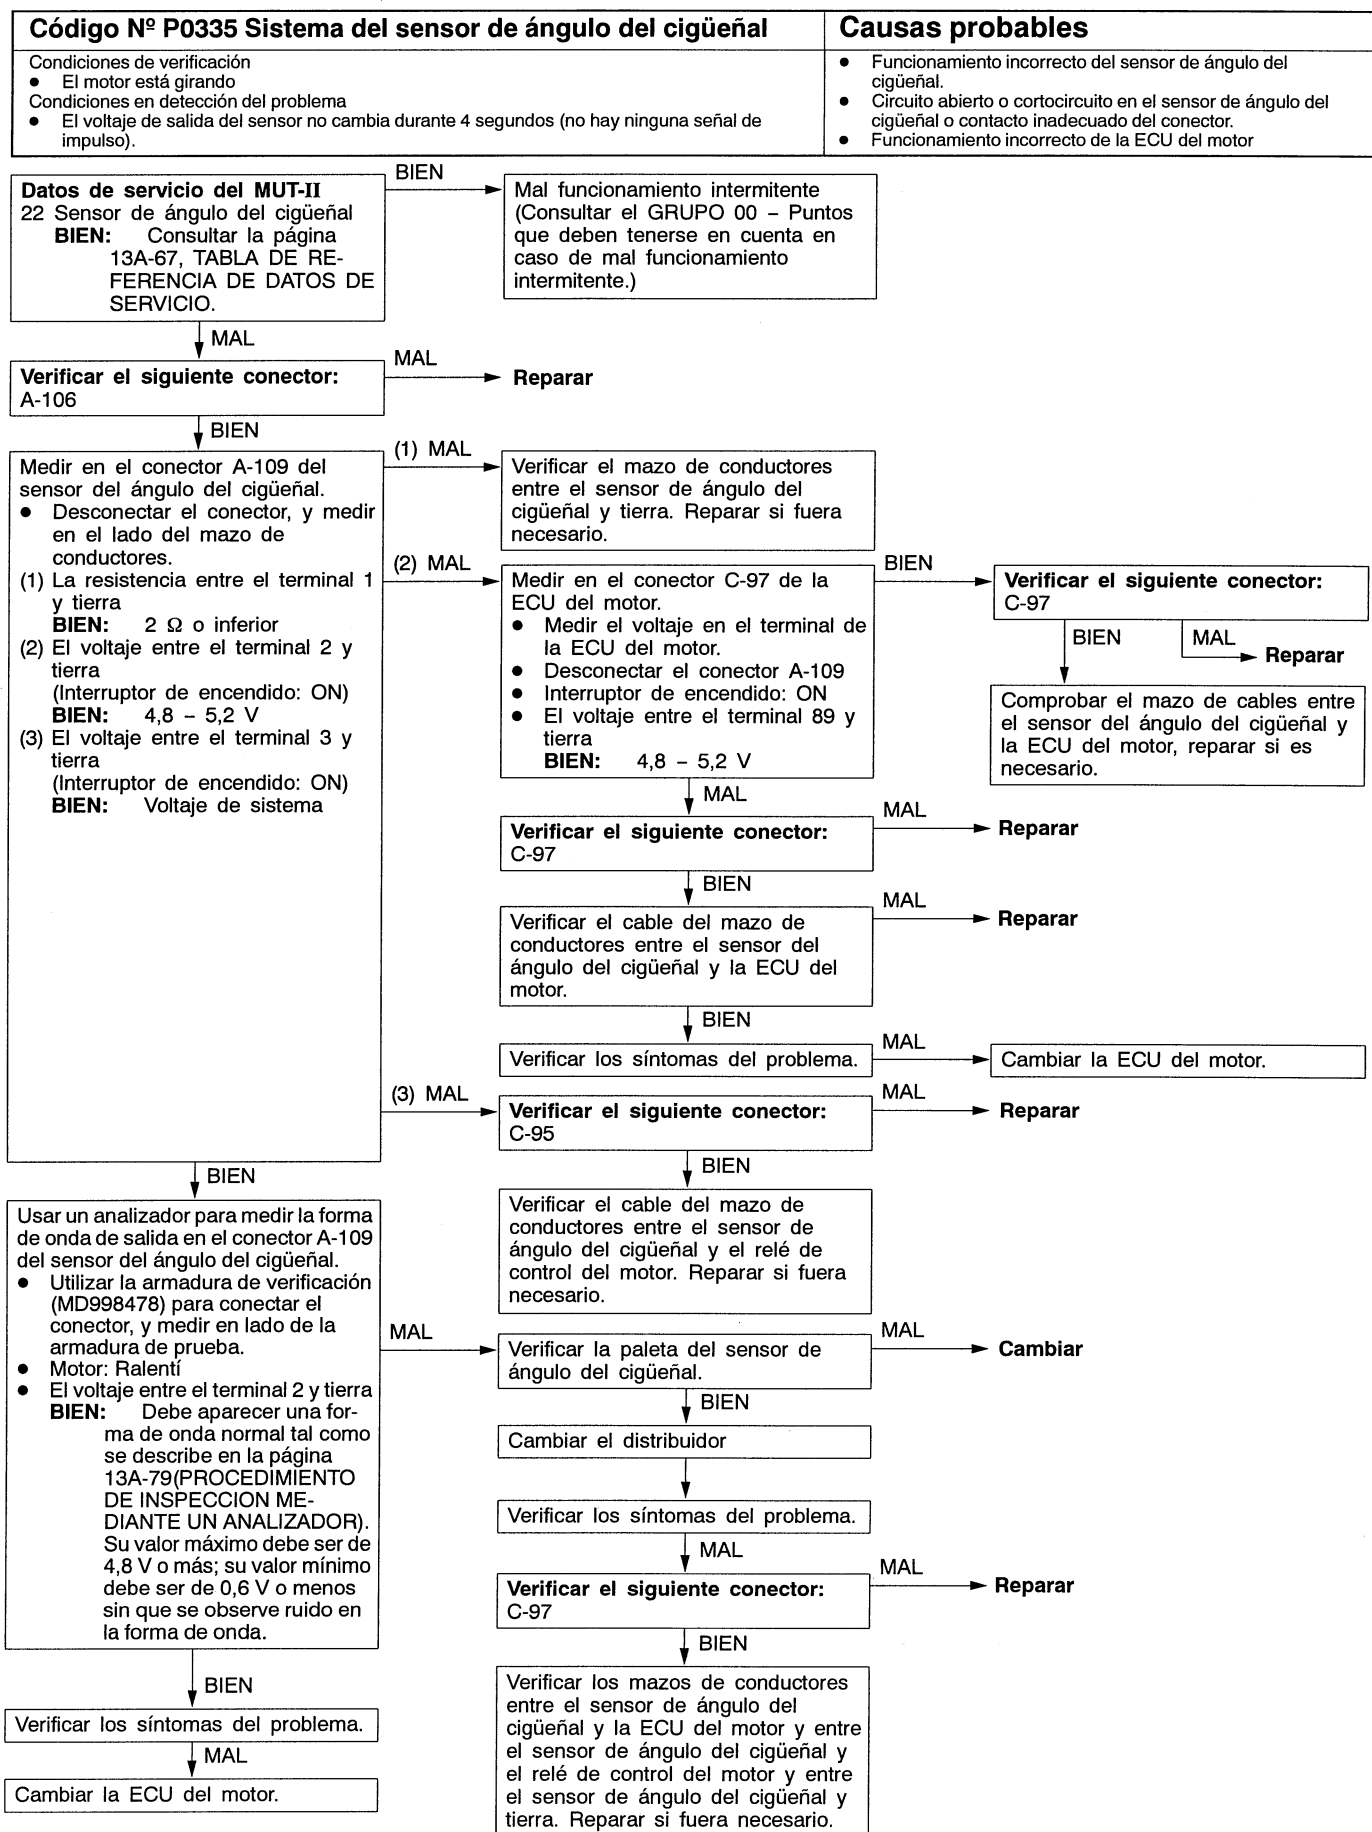 Código Nº P0335 Sistema del sensor de ángulo del cigüeñal
Causas probables
Condiciones de verificación
● El motor está girando
Condiciones en detección del problema
● El voltaje de salida del sensor no cambia durante 4 segundos (no hay ninguna señal de
impulso).
● Funcionamiento incorrecto del sensor de ángulo del
cigüeñal.
● Circuito abierto o cortocircuito en el sensor de ángulo del
cigüeñal o contacto inadecuado del conector.
● Funcionamiento incorrecto de la ECU del motor
Datos de servicio del MUT-II
22 Sensor de ángulo del cigüeñal
BIEN: Consultar la página
13A-67, TABLA DE RE-
FERENCIA DE DATOS DE
SERVICIO.
BIEN
Mal funcionamiento intermitente
(Consultar el GRUPO 00 – Puntos
que deben tenerse en cuenta en
caso de mal funcionamiento
intermitente.)
MAL
Verificar el siguiente conector:
A-106
MAL
Reparar
BIEN
Medir en el conector A-109 del
sensor del ángulo del cigüeñal.
● Desconectar el conector, y medir
en el lado del mazo de
conductores.
(1) La resistencia entre el terminal 1
y tierra
BIEN: 2 Ω o inferior
(2) El voltaje entre el terminal 2 y
tierra
(Interruptor de encendido: ON)
BIEN: 4,8 – 5,2 V
(3) El voltaje entre el terminal 3 y
tierra
(Interruptor de encendido: ON)
BIEN: Voltaje de sistema
(1) MAL
Verificar el mazo de conductores
entre el sensor de ángulo del
cigüeñal y tierra. Reparar si fuera
necesario.
(2) MAL
Medir en el conector C-97 de la
ECU del motor.
● Medir el voltaje en el terminal de
la ECU del motor.
● Desconectar el conector A-109
● Interruptor de encendido: ON
● El voltaje entre el terminal 89 y
tierra
BIEN: 4,8 – 5,2 V
BIEN
Verificar el siguiente conector:
C-97
BIEN
MAL
Reparar
Comprobar el mazo de cables entre
el sensor del ángulo del cigüeñal y
la ECU del motor, reparar si es
necesario.
MAL
Verificar el siguiente conector:
C-97
MAL
Reparar
BIEN
Verificar el cable del mazo de
conductores entre el sensor del
ángulo del cigüeñal y la ECU del
motor.
MAL
Reparar
BIEN
Verificar los síntomas del problema.
MAL
Cambiar la ECU del motor.
(3) MAL
Verificar el siguiente conector:
C-95
MAL
Reparar
BIEN
Verificar el cable del mazo de
conductores entre el sensor de
ángulo del cigüeñal y el relé de
control del motor. Reparar si fuera
necesario.
BIEN
Usar un analizador para medir la forma
de onda de salida en el conector A-109
del sensor del ángulo del cigüeñal.
● Utilizar la armadura de verificación
(MD998478) para conectar el
conector, y medir en lado de la
armadura de prueba.
● Motor: Ralentí
● El voltaje entre el terminal 2 y tierra
BIEN: Debe aparecer una for-
ma de onda normal tal como
se describe en la página
13A-79(PROCEDIMIENTO
DE INSPECCION ME-
DIANTE UN ANALIZADOR).
Su valor máximo debe ser de
4,8 V o más; su valor mínimo
debe ser de 0,6 V o menos
sin que se observe ruido en
la forma de onda.
MAL
Verificar la paleta del sensor de
ángulo del cigüeñal.
MAL
Cambiar
BIEN
Cambiar el distribuidor
Verificar los síntomas del problema.
MAL
Verificar el siguiente conector:
C-97
MAL
Reparar
BIEN
Verificar los mazos de conductores
entre el sensor de ángulo del
cigüeñal y la ECU del motor y entre
el sensor de ángulo del cigüeñal y
el relé de control del motor y entre
el sensor de ángulo del cigüeñal y
tierra. Reparar si fuera necesario.
BIEN
Verificar los síntomas del problema.
MAL
Cambiar la ECU del motor.